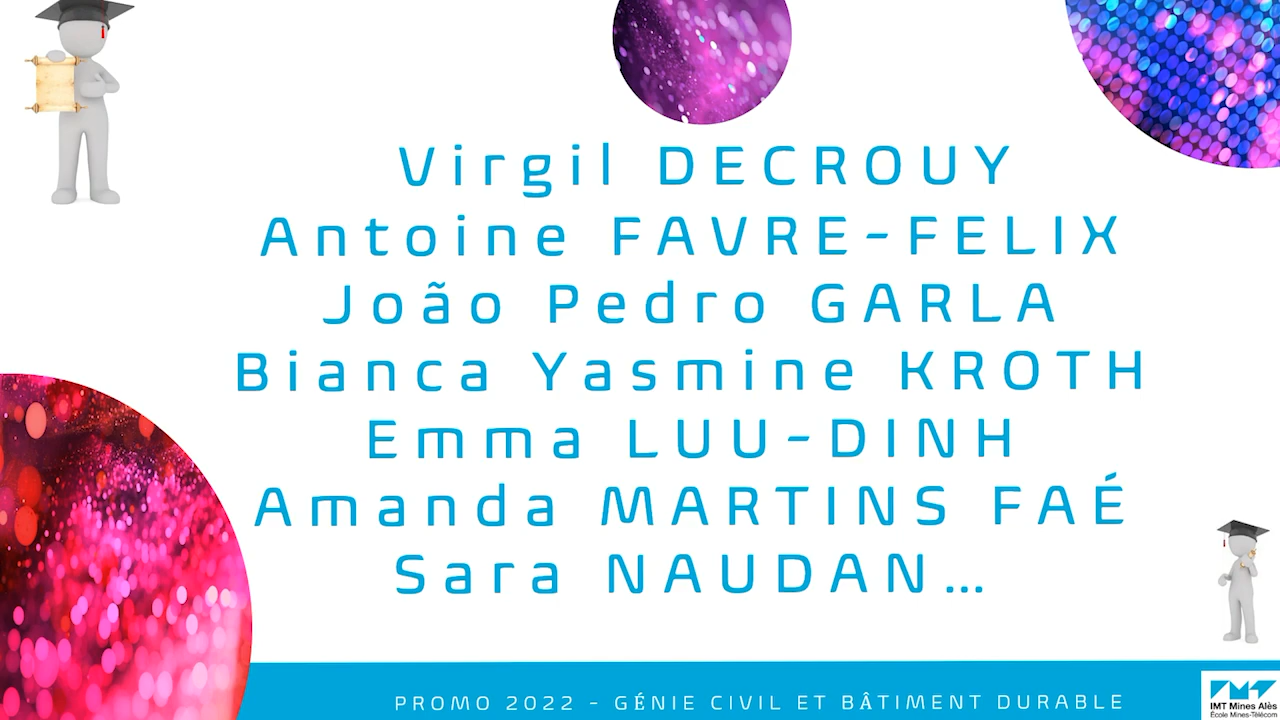 Virgil DECROUY
Antoine FAVRE-FELIX
João Pedro GARLA
Bianca Yasmine KROTH
Emma LUU-DINH
Amanda MARTINS FAÉ
Sara NAUDAN...
PROMO 2022 - GÉNIE CIVIL ET BÂTIMENT DURABLE
IMT Mines Alès
École Mines-Télécom